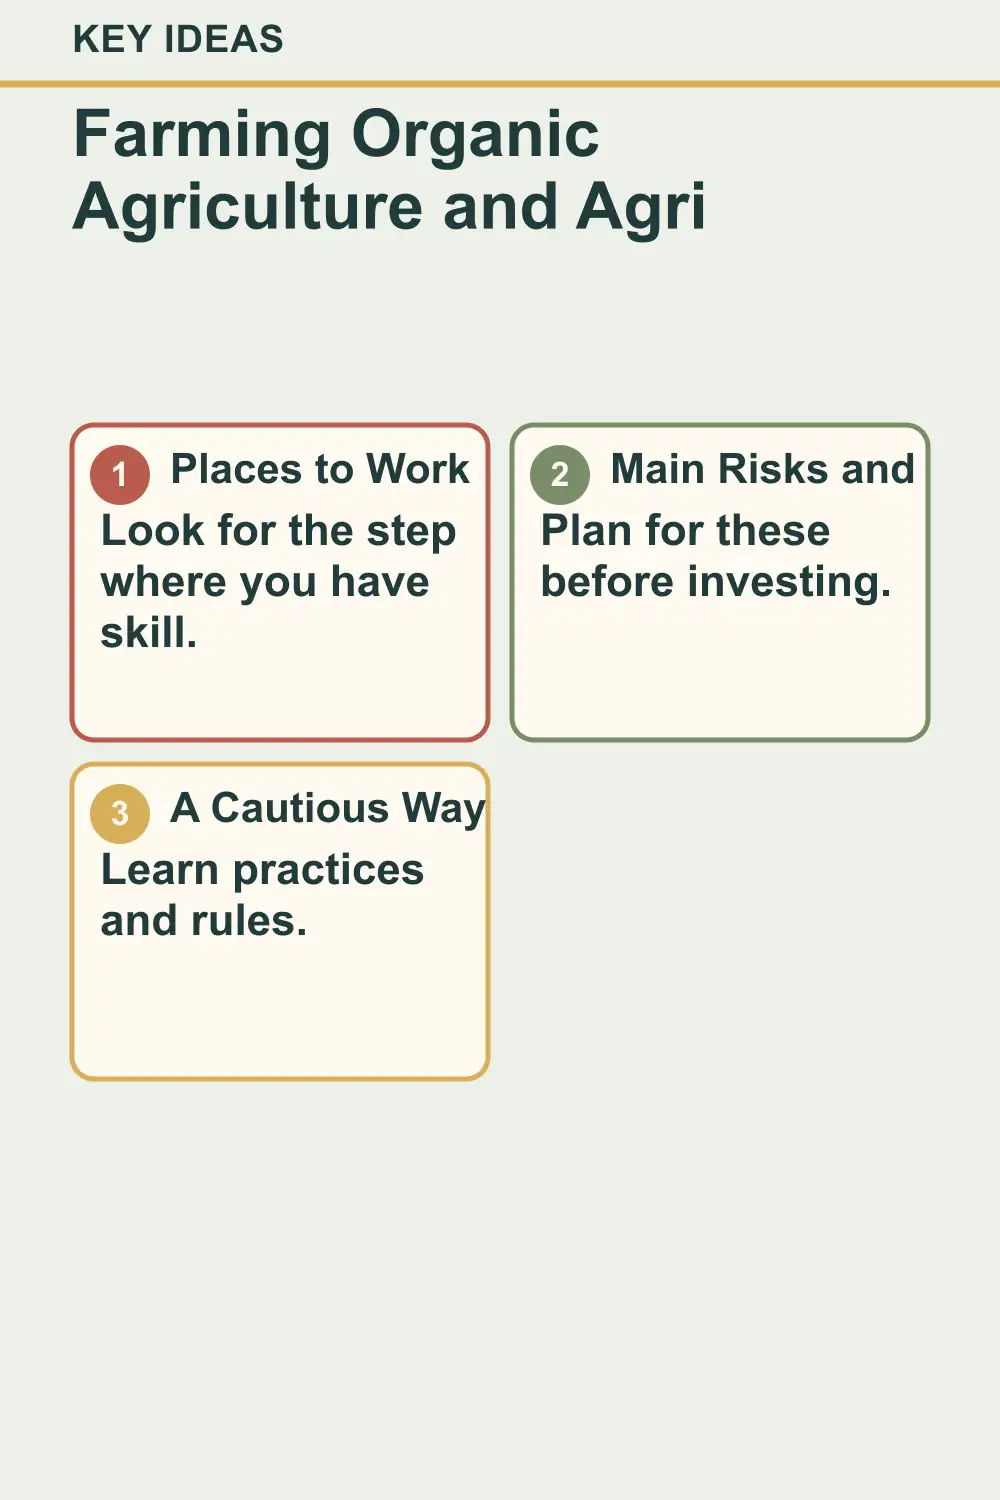 KEY IDEAS
Farming Organic
Agriculture and Agri
1 Places to Work
Look for the step
where you have
skill.
2 Main Risks and
Plan for these
before investing.
3 A Cautious Way
Learn practices
and rules.